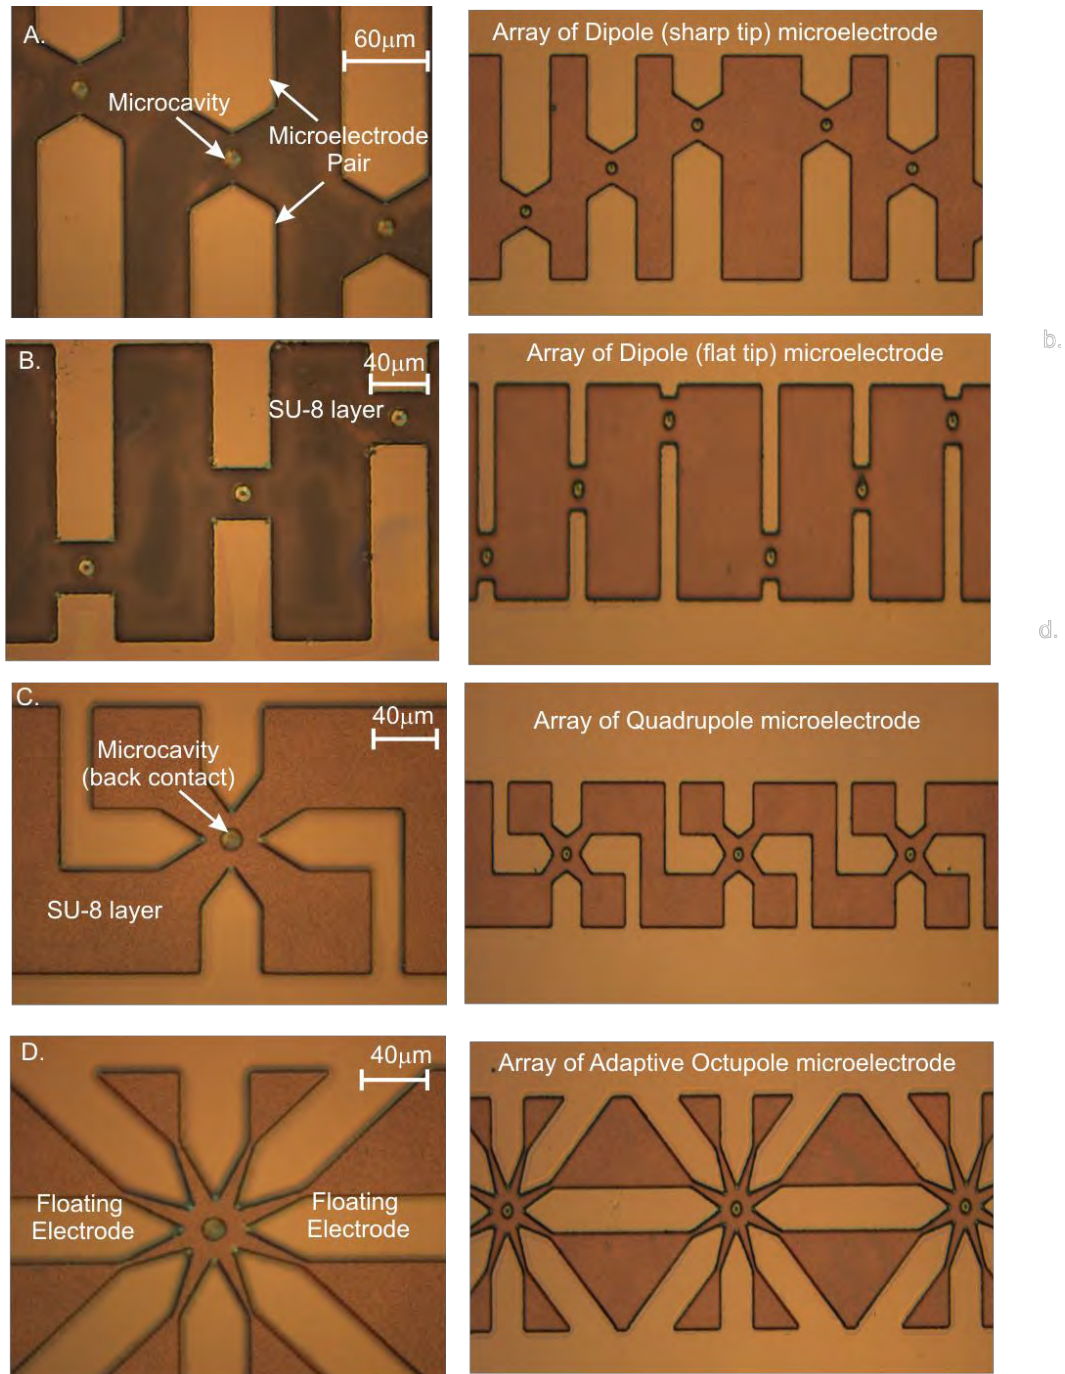 A.
60μm
Microcavity
Microelectrode
Pair
Array of Dipole (sharp tip) microelectrode
b.
B.
40μm
SU-8 layer
Array of Dipole (flat tip) microelectrode
d.
C.
40μm
Microcavity
(back contact)
SU-8 layer
Array of Quadrupole microelectrode
D.
40μm
Floating
Electrode
Floating
Electrode
Array of Adaptive Octupole microelectrode